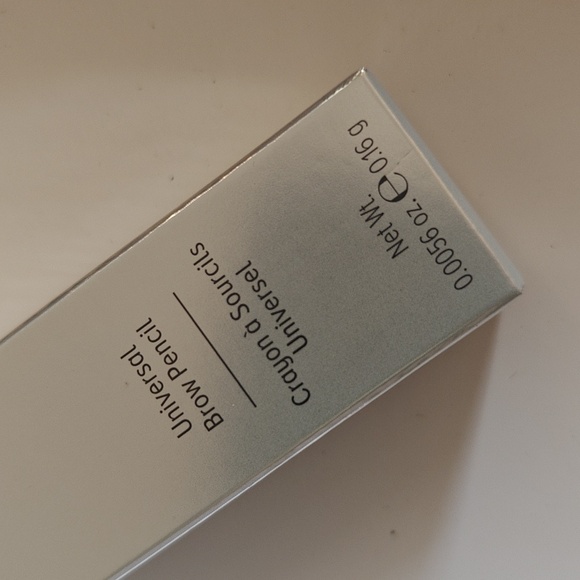 Universal
Brow Pencil
Crayon à Sourcils
Universel
Net Wt.
0.0056 oz. ℮ 0.16 g